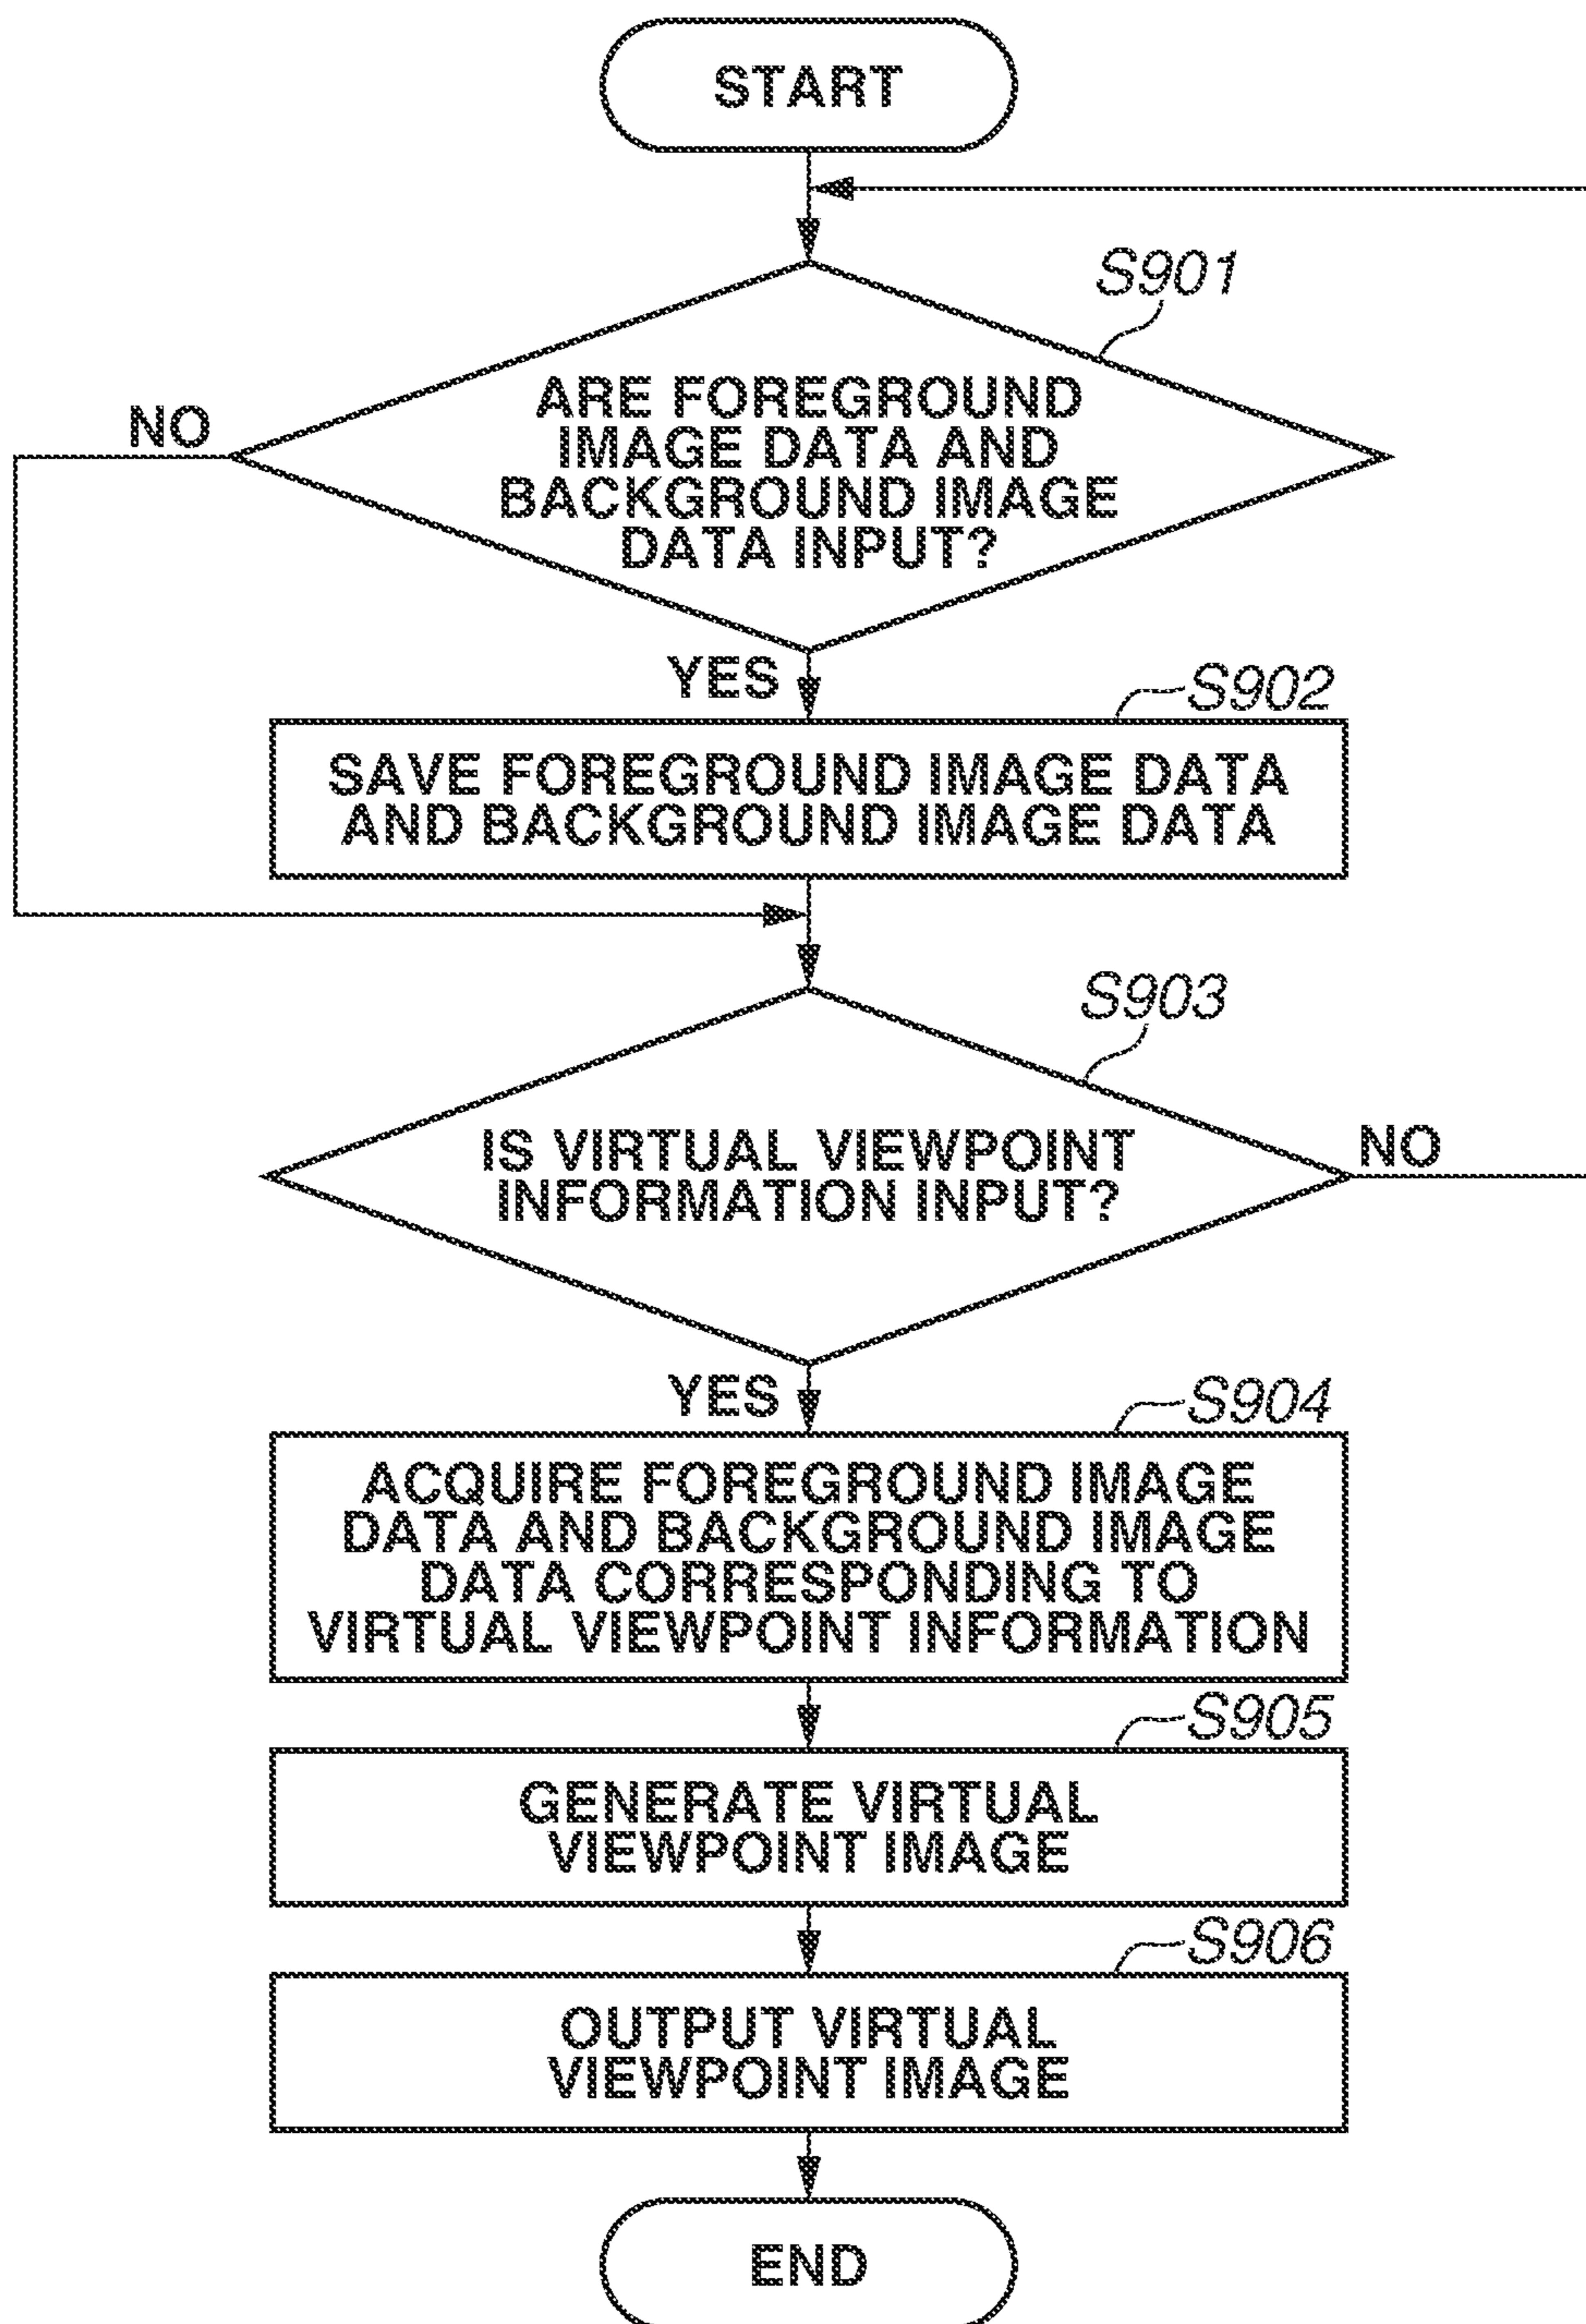 START
S901
ARE FOREGROUND
IMAGE DATA AND
BACKGROUND IMAGE
DATA INPUT?
NO
YES
S902
SAVE FOREGROUND IMAGE DATA
AND BACKGROUND IMAGE DATA
S903
IS VIRTUAL VIEWPOINT
INFORMATION INPUT?
NO
YES
S904
ACQUIRE FOREGROUND IMAGE
DATA AND BACKGROUND IMAGE
DATA CORRESPONDING TO
VIRTUAL VIEWPOINT INFORMATION
S905
GENERATE VIRTUAL
VIEWPOINT IMAGE
S906
OUTPUT VIRTUAL
VIEWPOINT IMAGE
END